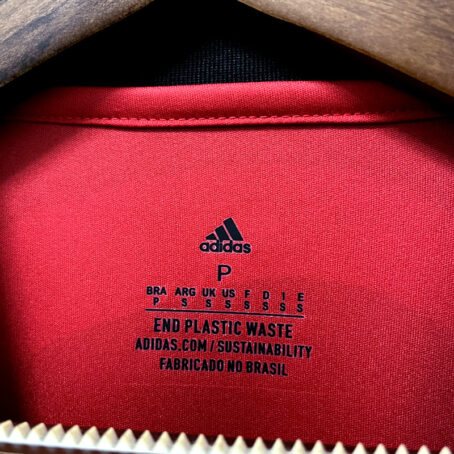 adidas
P
BRA ARG UK US F D I E
P S S S S S S S
END PLASTIC WASTE
ADIDAS.COM/SUSTAINABILITY
FABRICADO NO BRASIL